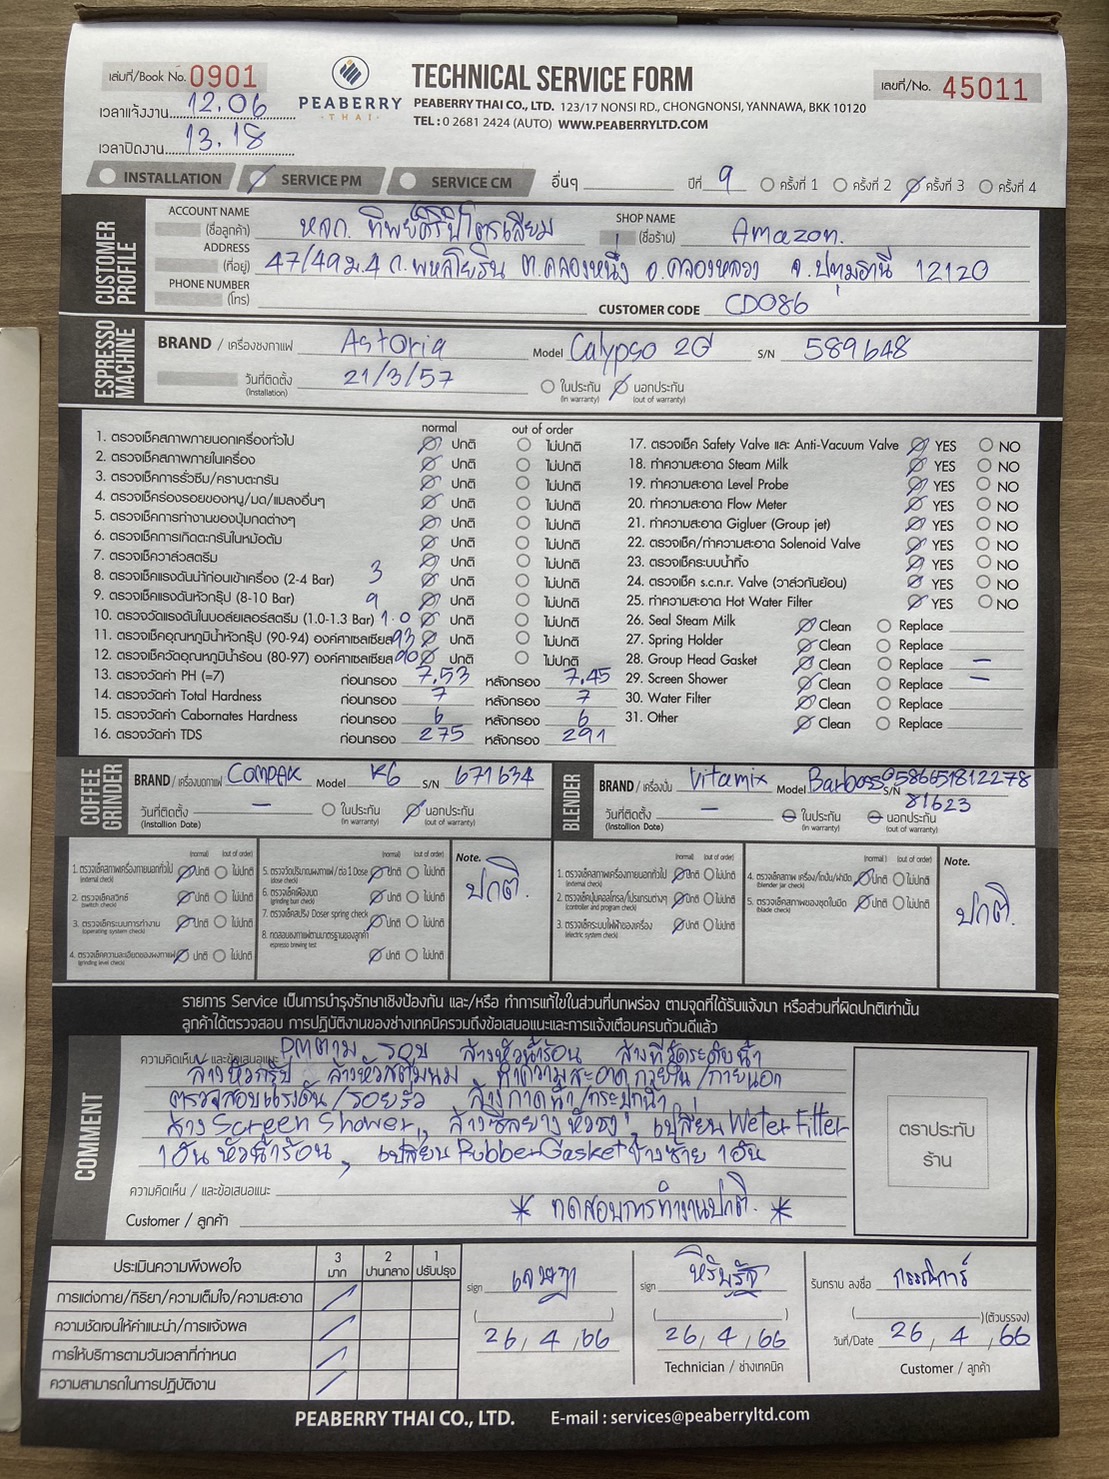 เล่มที่/Book No. 0901
PEABERRY
THAI
TECHNICAL SERVICE FORM
PEABERRY THAI CO., LTD. 123/17 NONSI RD., CHONGNONSI, YANNAWA, BKK 10120
TEL : 0 2681 2424 (AUTO) WWW.PEABERRYLTD.COM
เลขที่/No. 45011
เวลาแจ้งงาน 12.06
เวลาปิดงาน 13.18
INSTALLATION SERVICE PM SERVICE CM อื่นๆ ปีที่ 9 ครั้งที่ 1 ครั้งที่ 2 ครั้งที่ 3 ครั้งที่ 4
CUSTOMER PROFILE
ACCOUNT NAME (ชื่อลูกค้า) หจก. ทิพย์ศิริปิโตรเลียม SHOP NAME (ชื่อร้าน) Amazon.
ADDRESS (ที่อยู่) 47/49 ม.4 ถ.พหลโยธิน ต.คลองหนึ่ง อ.คลองหลวง จ.ปทุมธานี 12120
PHONE NUMBER (โทร) CUSTOMER CODE CD086
ESPRESSO MACHINE
BRAND / เครื่องชงกาแฟ Astoria Model Calypso 2G S/N 589648
วันที่ติดตั้ง (Installation) 21/3/57 ในประกัน (in warranty) นอกประกัน (out of warranty)
normal out of order
1. ตรวจเช็คสภาพภายนอกเครื่องทั่วไป ปกติ ไม่ปกติ
2. ตรวจเช็คสภาพภายในเครื่อง ปกติ ไม่ปกติ
3. ตรวจเช็คการรั่วซึม/คราบตะกรัน ปกติ ไม่ปกติ
4. ตรวจเช็คร่องรอยของหนู/มด/แมลงอื่นๆ ปกติ ไม่ปกติ
5. ตรวจเช็คการทำงานของปุ่มกดต่างๆ ปกติ ไม่ปกติ
6. ตรวจเช็คการเกิดตะกรันในหม้อต้ม ปกติ ไม่ปกติ
7. ตรวจเช็ควาล์วสตรีม ปกติ ไม่ปกติ
8. ตรวจเช็คแรงดันน้ำก่อนเข้าเครื่อง (2-4 Bar) 3 ปกติ ไม่ปกติ
9. ตรวจเช็คแรงดันหัวกรุ๊ป (8-10 Bar) 9 ปกติ ไม่ปกติ
10. ตรวจวัดแรงดันในบอล์ยเลอร์สตรีม (1.0-1.3 Bar) 1.0 ปกติ ไม่ปกติ
11. ตรวจเช็คอุณหภูมิน้ำหัวกรุ๊ป (90-94) องค์ศาเซลเซียส 93 ปกติ ไม่ปกติ
12. ตรวจเช็ควัดอุณหภูมิน้ำร้อน (80-97) องค์ศาเซลเซียส 90 ปกติ ไม่ปกติ
13. ตรวจวัดค่า PH (=7) ก่อนกรอง 7.53 หลังกรอง 7.45
14. ตรวจวัดค่า Total Hardness ก่อนกรอง 7 หลังกรอง 7
15. ตรวจวัดค่า Cabornates Hardness ก่อนกรอง 6 หลังกรอง 6
16. ตรวจวัดค่า TDS ก่อนกรอง 275 หลังกรอง 291
17. ตรวจเช็ค Safety Valve และ Anti-Vacuum Valve YES NO
18. ทำความสะอาด Steam Milk YES NO
19. ทำความสะอาด Level Probe YES NO
20. ทำความสะอาด Flow Meter YES NO
21. ทำความสะอาด Gigluer (Group jet) YES NO
22. ตรวจเช็ค/ทำความสะอาด Solenoid Valve YES NO
23. ตรวจเช็คระบบน้ำทิ้ง YES NO
24. ตรวจเช็ค s.c.n.r. Valve (วาล์วกันย้อน) YES NO
25. ทำความสะอาด Hot Water Filter YES NO
26. Seal Steam Milk Clean Replace
27. Spring Holder Clean Replace
28. Group Head Gasket Clean Replace –
29. Screen Shower Clean Replace –
30. Water Filter Clean Replace
31. Other Clean Replace
COFFEE GRINDER
BRAND / เครื่องบดกาแฟ COMPAK Model K6 S/N 671634
วันที่ติดตั้ง (Installion Date) – ในประกัน (in warranty) นอกประกัน (out of warranty)
BLENDER
BRAND / เครื่องปั่น Vitamix Model Barboss S/N 0586651812278
81623
วันที่ติดตั้ง (Installion Date) – ในประกัน (in warranty) นอกประกัน (out of warranty)
(normal) (out of order)
1. ตรวจเช็คสภาพเครื่องภายนอกทั่วไป (external check) ปกติ ไม่ปกติ
2. ตรวจเช็คสวิทซ์ (switch check) ปกติ ไม่ปกติ
3. ตรวจเช็คระบบการทำงาน (operating system check) ปกติ ไม่ปกติ
4. ตรวจเช็คความละเอียดของผงกาแฟ (grinding level check) ปกติ ไม่ปกติ
(normal) (out of order)
5. ตรวจวัดปริมาณผงกาแฟ / ต่อ 1 Dose (dose check) ปกติ ไม่ปกติ
6. ตรวจเช็คเฟืองบด (grinding burr check) ปกติ ไม่ปกติ
7. ตรวจเช็คสปริง Doser spring check ปกติ ไม่ปกติ
8. ทดสอบชงกาแฟตามมาตรฐานของลูกค้า espresso brewing test ปกติ ไม่ปกติ
Note.
ปกติ
(normal) (out of order)
1. ตรวจเช็คสภาพเครื่องภายนอกทั่วไป (external check) ปกติ ไม่ปกติ
2. ตรวจเช็คปุ่มคอลโทรล/โปรแกรมต่างๆ (controller and program check) ปกติ ไม่ปกติ
3. ตรวจเช็คระบบไฟฟ้าของเครื่อง (electric system check) ปกติ ไม่ปกติ
(normal) (out of order)
4. ตรวจเช็คสภาพ เครื่อง/โถปั่น/ฝาปิด (blender jar check) ปกติ ไม่ปกติ
5. ตรวจเช็คสภาพของชุดใบมีด (blade check) ปกติ ไม่ปกติ
Note.
ปกติ.
รายการ Service เป็นการบำรุงรักษาเชิงป้องกัน และ/หรือ ทำการแก้ไขในส่วนที่บกพร่อง ตามจุดที่ได้รับแจ้งมา หรือส่วนที่ผิดปกติเท่านั้น
ลูกค้าได้ตรวจสอบ การปฏิบัติงานของช่างเทคนิครวมถึงข้อเสนอแนะและการแจ้งเตือนครบถ้วนดีแล้ว
COMMENT
ความคิดเห็น / และข้อเสนอแนะ PMตาม รอบ ล้างหัวน้ำร้อน ล้างที่วัดระดับน้ำ
ล้างหัวกรุ๊ป ล้างหัวสตีมนม ทำความสะอาดภายใน/ภายนอก
ตรวจสอบแรงดัน/รอยรั่ว ล้างถาดน้ำ/กระปุกน้ำ
ล้าง Screen Shower, ล้างซีลยางหัวชง, เปลี่ยน Weter Filter
1 อัน หัวน้ำร้อน, เปลี่ยน Rubber Gasket ข้างซ้าย 1 อัน
ความคิดเห็น / และข้อเสนอแนะ
Customer / ลูกค้า * ทดสอบการทำงานปกติ. *
ตราประทับ
ร้าน
ประเมินความพึงพอใจ 3 มาก 2 ปานกลาง 1 ปรับปรุง
การแต่งกาย/กิริยา/ความเต็มใจ/ความสะอาด
ความชัดเจนให้คำแนะนำ/การแจ้งผล
การให้บริการตามวันเวลาที่กำหนด
ความสามารถในการปฏิบัติงาน
sign
26, 4, 66
sign หิรัญรัจ
26, 4, 66
Technician / ช่างเทคนิค
รับทราบ ลงชื่อ กรรณิการ์
(ตัวบรรจง)
วันที่/Date 26, 4, 66
Customer / ลูกค้า
PEABERRY THAI CO., LTD. E-mail : services@peaberryltd.com